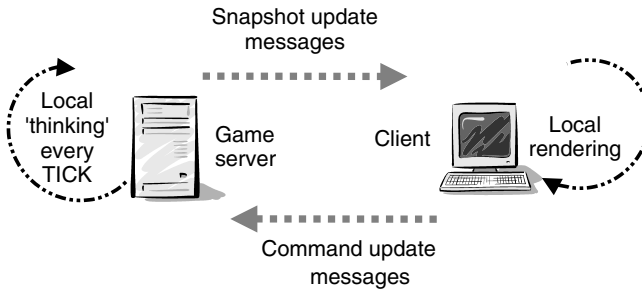 Snapshot update
messages
Local
'thinking'
every
TICK
Game
server
Client
Local
rendering
Command update
messages